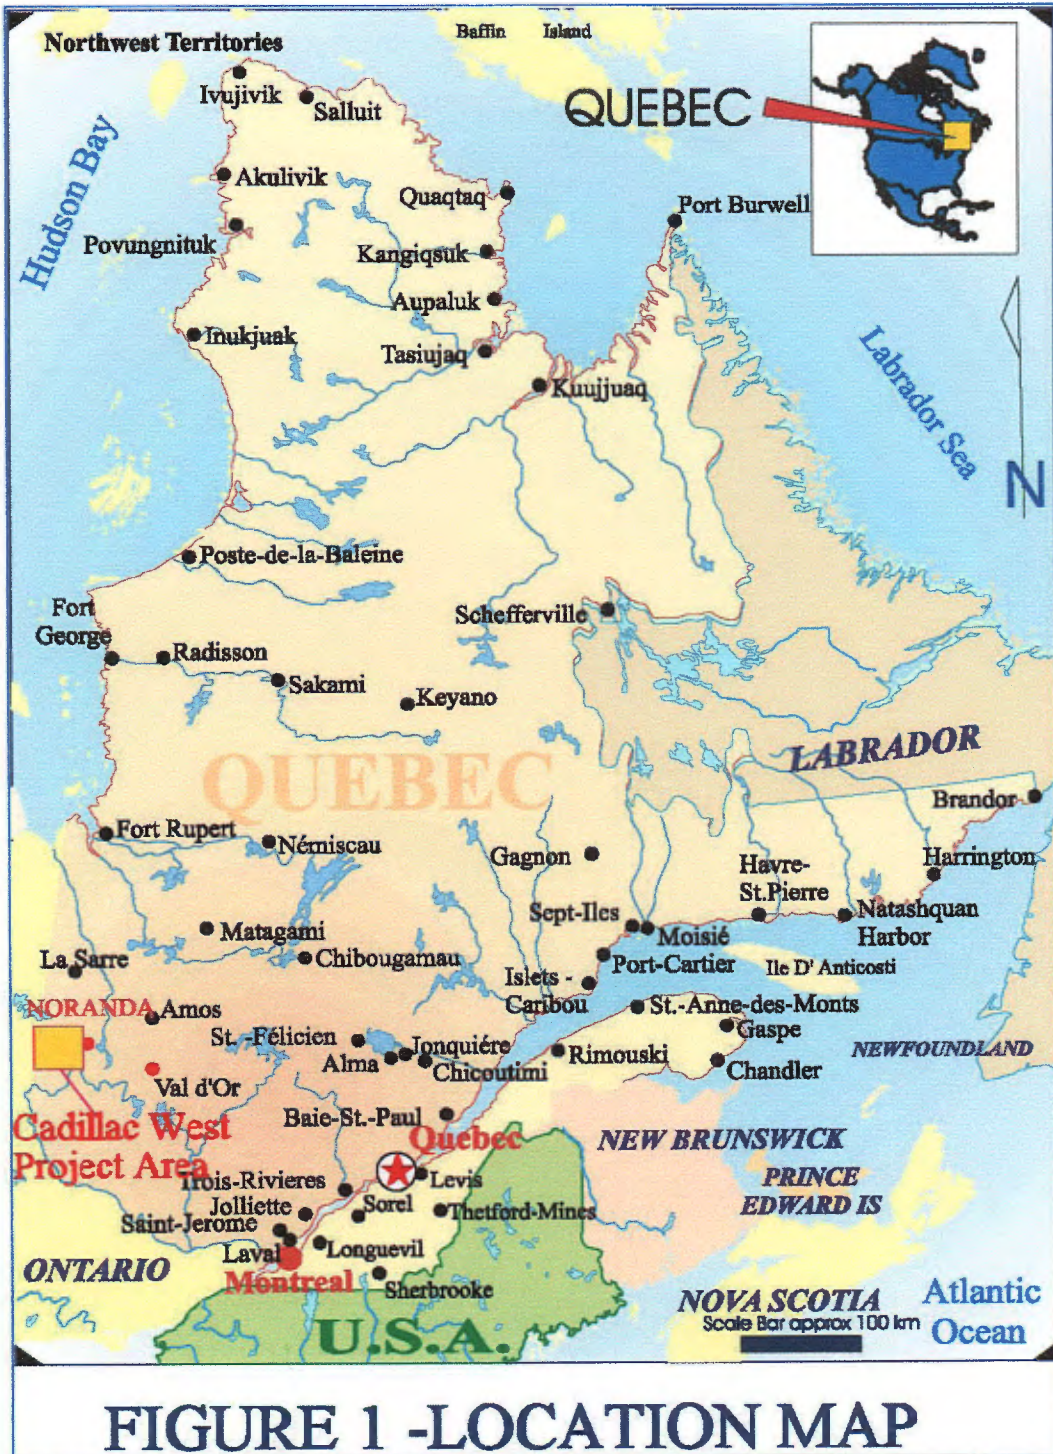 Baffin Island
Northwest Territories
Ivujivik
Salluit
QUEBEC
Hudson Bay
Akulivik
Quaqtaq
Port Burwell
Povungnituk
Kangiqsuk
Aupaluk
Inukjuak
Tasiujaq
Kuujjuaq
Labrador Sea
N
Poste-de-la-Baleine
Fort
George
Schefferville
Radisson
Sakami
Keyano
QUEBEC
LABRADOR
Brandor
Fort Rupert
Némiscau
Gagnon
Harrington
Havre-
St.Pierre
Sept-Iles
Natashquan
Harbor
Matagami
Moisié
La Sarre
Chibougamau
Port-Cartier
Ile D' Anticosti
Islets -
Caribou
NORANDA
Amos
St.-Anne-des-Monts
Gaspe
St. -Félicien
Jonquiére
Alma
Chicoutimi
Rimouski
NEWFOUNDLAND
Chandler
Val d'Or
Baie-St.-Paul
Cadillac West
Project Area
Quebec
NEW BRUNSWICK
PRINCE
EDWARD IS
Trois-Rivieres
Levis
Jolliette
Sorel
Thetford-Mines
Saint-Jerome
Laval
Longuevil
ONTARIO
Montreal
Sherbrooke
NOVA SCOTIA
Atlantic
Ocean
Scale Bar approx 100 km
U.S.A.
FIGURE 1 -LOCATION MAP